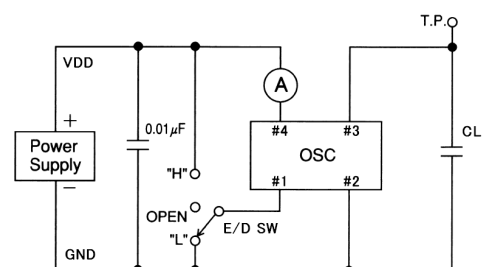 T.P.
VDD
A
+
0.01μF
#4 #3
Power
Supply
OSC
CL
"H"
#1 #2
−
OPEN
E/D SW
"L"
GND